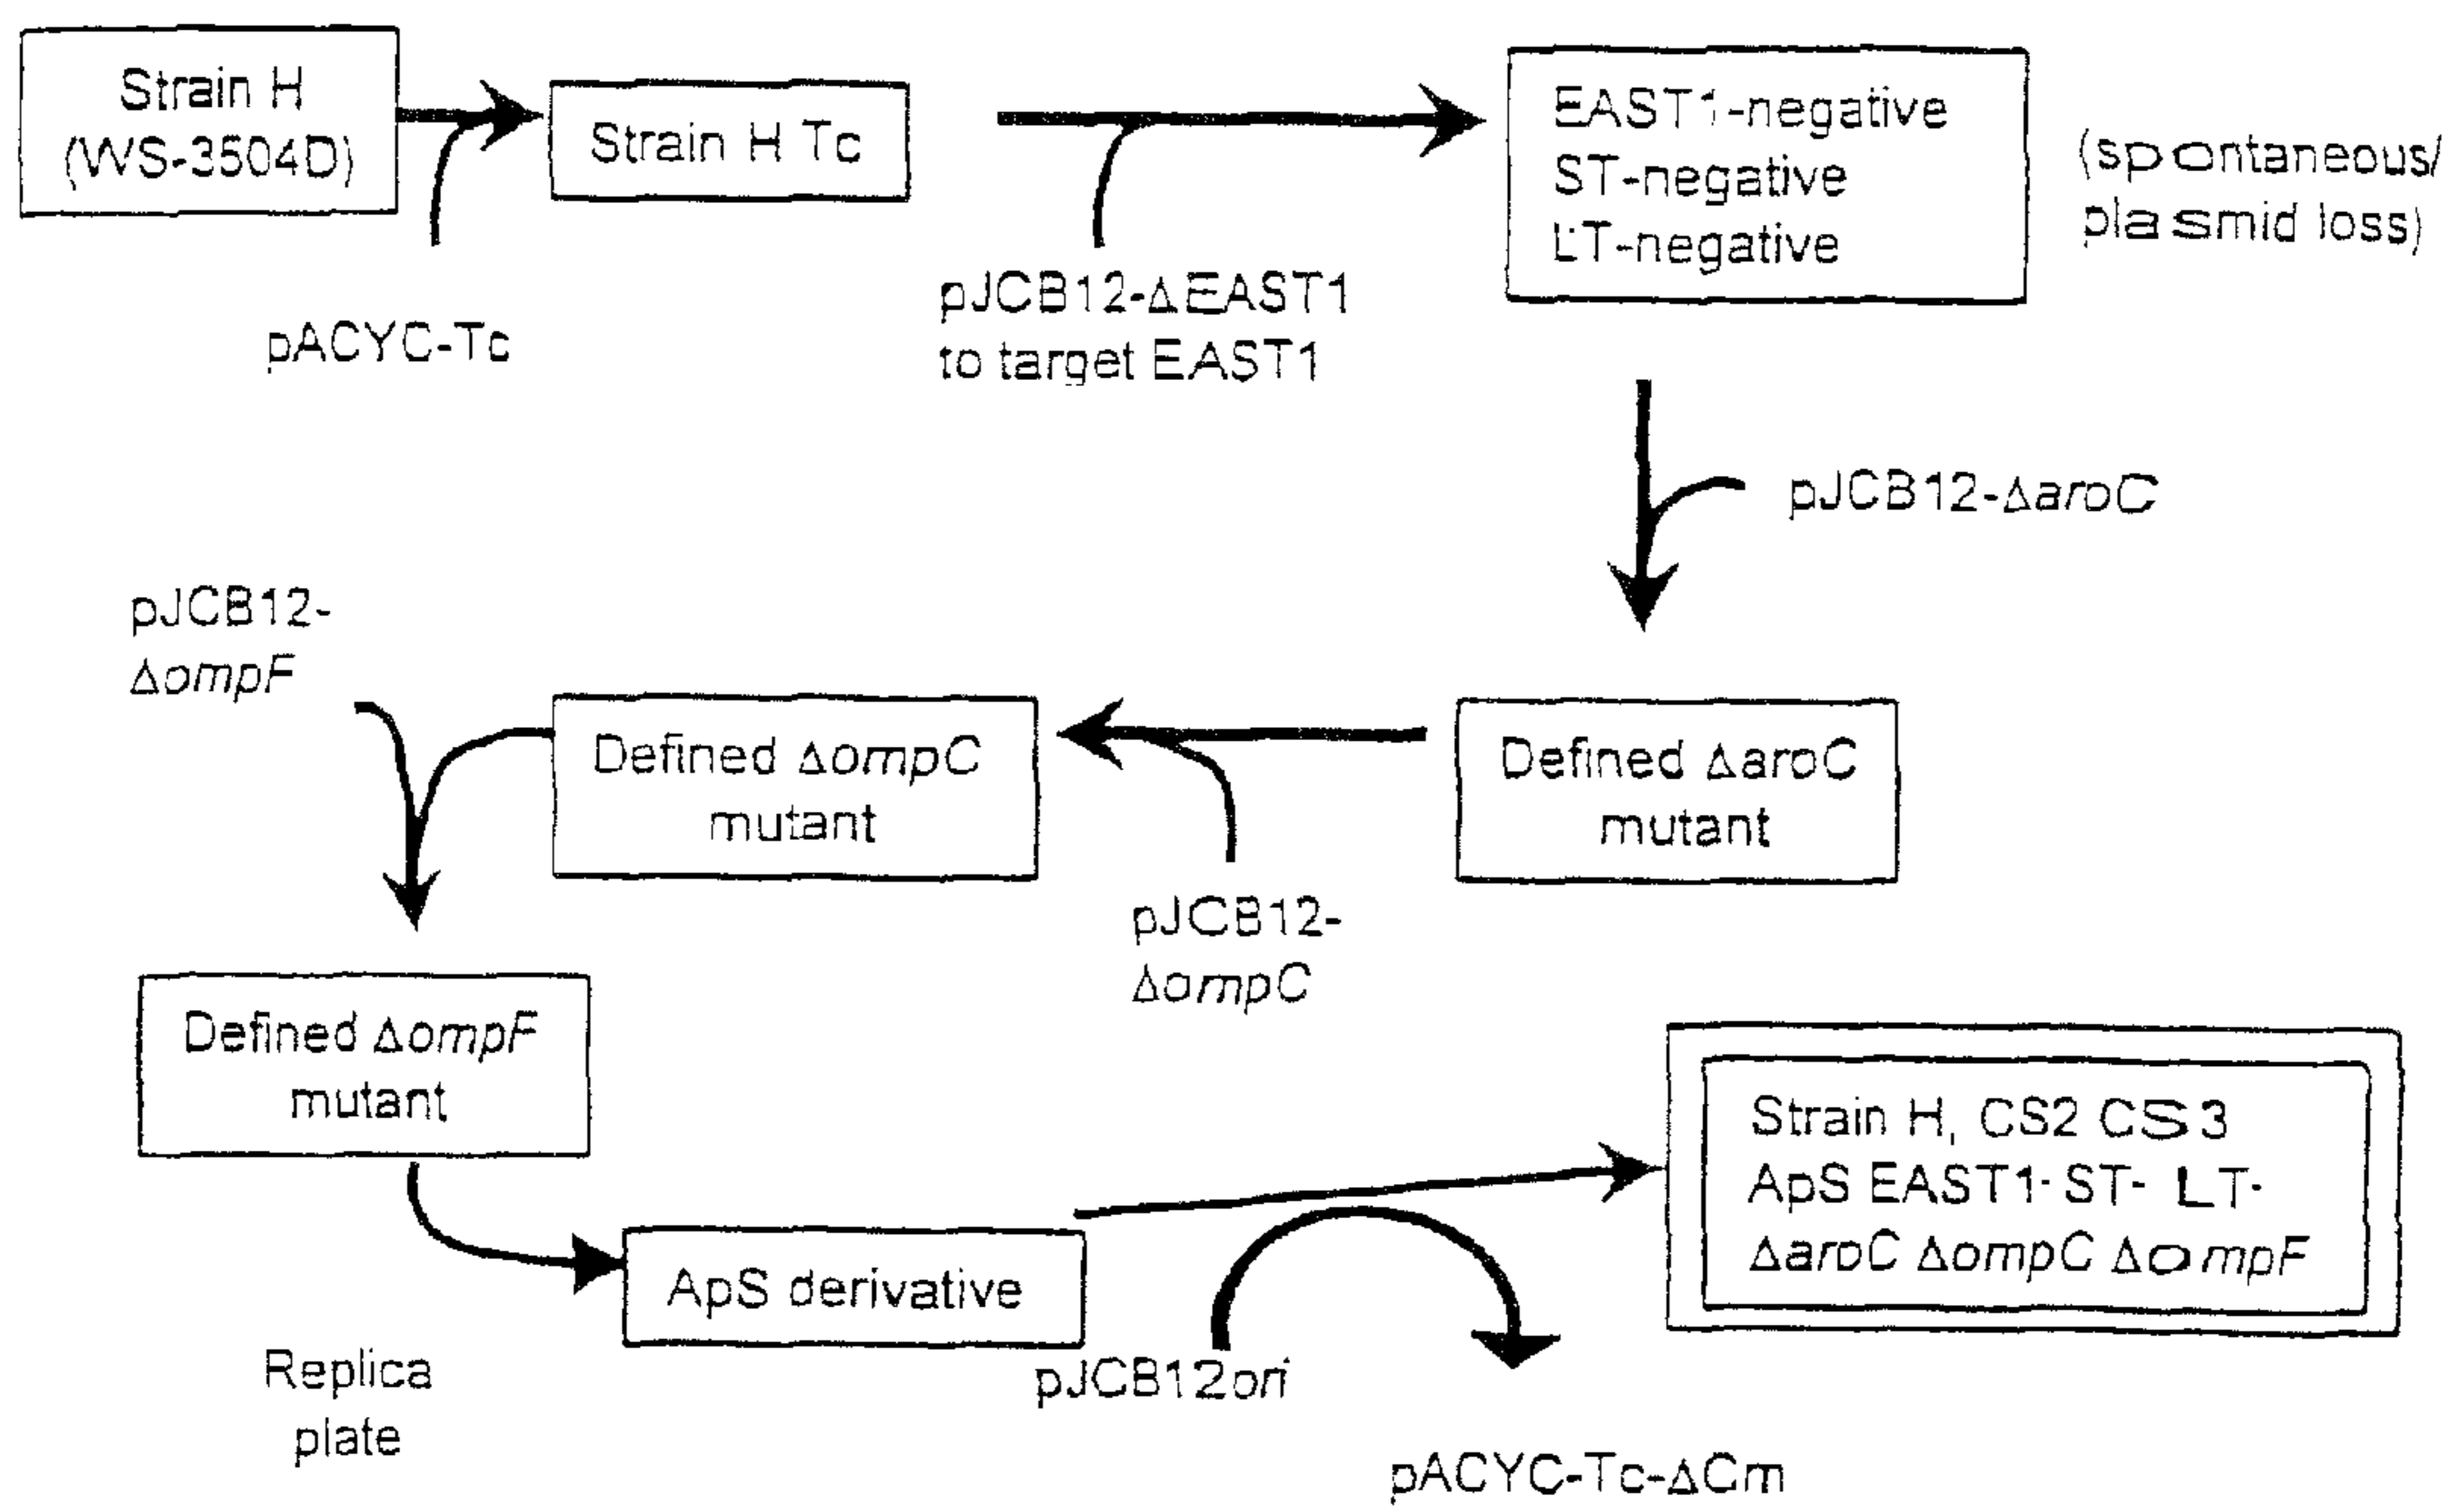 Strain H
(WS-3504D)
Strain H Tc
pACYC-Tc
pJCB12-ΔEAST1
to target EAST1
EAST1-negative
ST-negative
LT-negative
(spontaneous/
plasmid loss)
pJCB12-ΔaroC
Defined ΔaroC
mutant
pJCB12-
ΔompC
Defined ΔompC
mutant
pJCB12-
ΔompF
Defined ΔompF
mutant
Replica
plate
ApS derivative
pJCB12ori
pACYC-Tc-ΔCm
Strain H, CS2 CS3
ApS EAST1- ST- LT-
ΔaroC ΔompC ΔompF